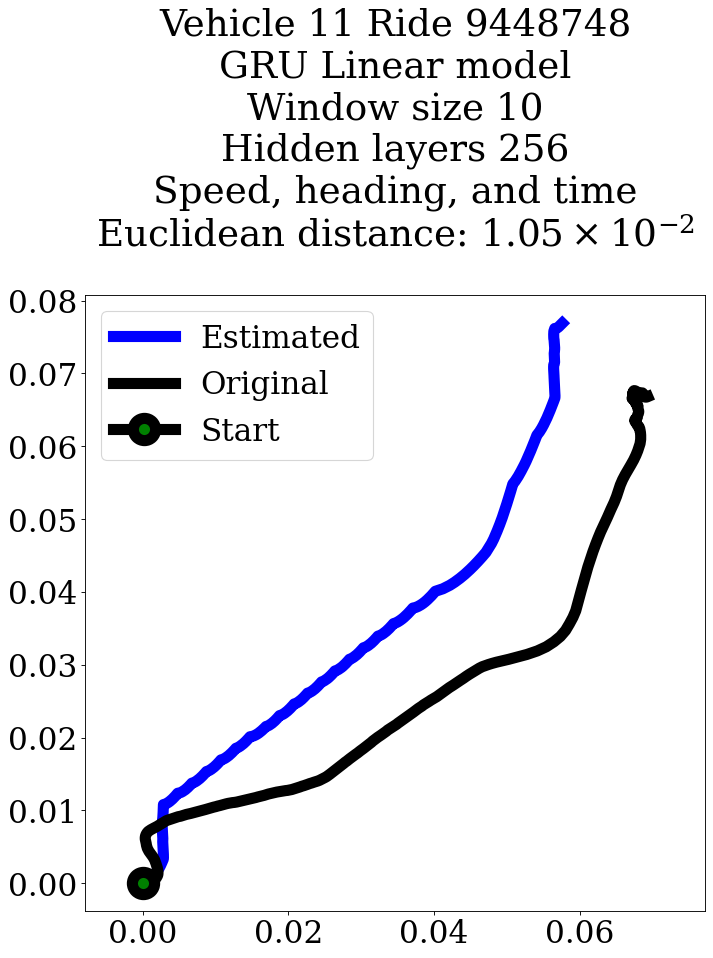 Vehicle 11 Ride 9448748
GRU Linear model
Window size 10
Hidden layers 256
Speed, heading, and time
Euclidean distance: 1.05 × 10⁻²
Estimated
Original
Start
0.08
0.07
0.06
0.05
0.04
0.03
0.02
0.01
0.00
0.00 0.02 0.04 0.06